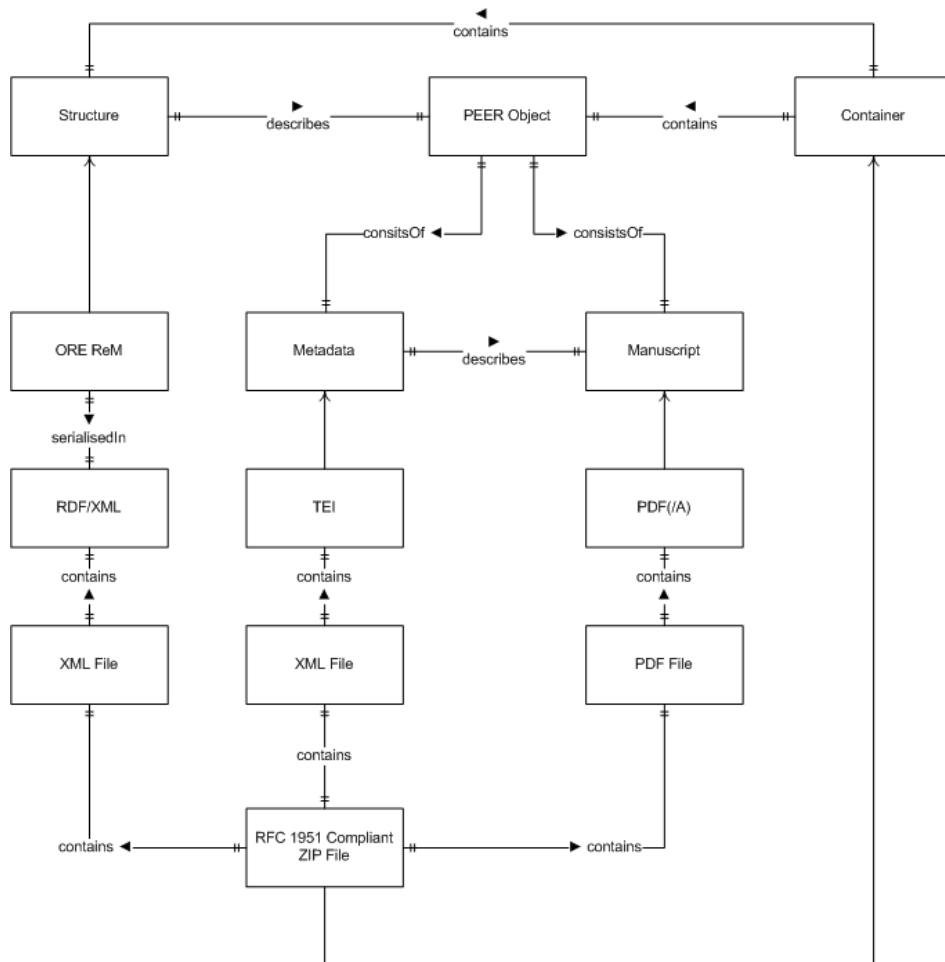 contains
Structure
describes
PEER Object
contains
Container
consitsOf
consistsOf
ORE ReM
Metadata
describes
Manuscript
serialisedIn
RDF/XML
TEI
PDF(/A)
contains
contains
contains
XML File
XML File
PDF File
contains
contains
RFC 1951 Compliant
ZIP File
contains